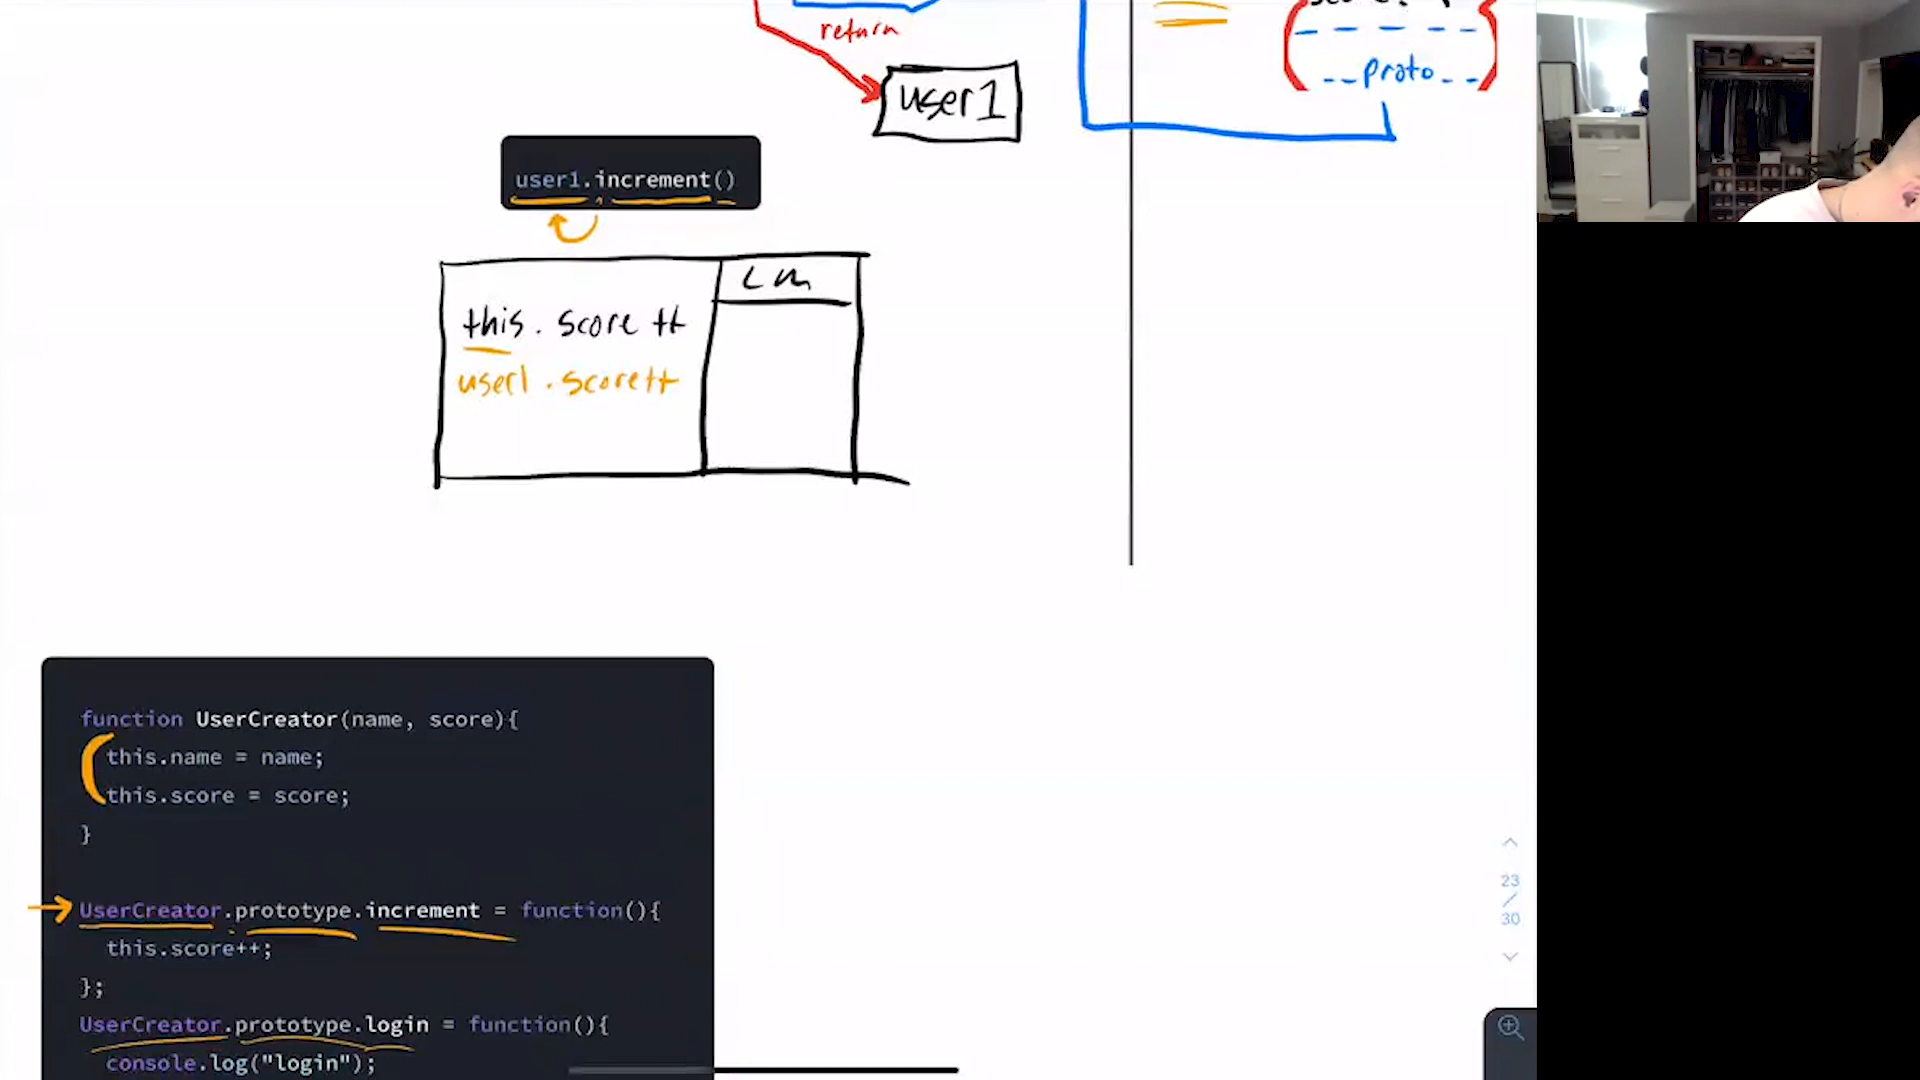 return
--proto--
user1
user1.increment()
this.score++
user1.score++
function UserCreator(name, score){
this.name = name;
this.score = score;
}
UserCreator.prototype.increment = function(){
this.score++;
};
UserCreator.prototype.login = function(){
console.log("login");
23
/
30